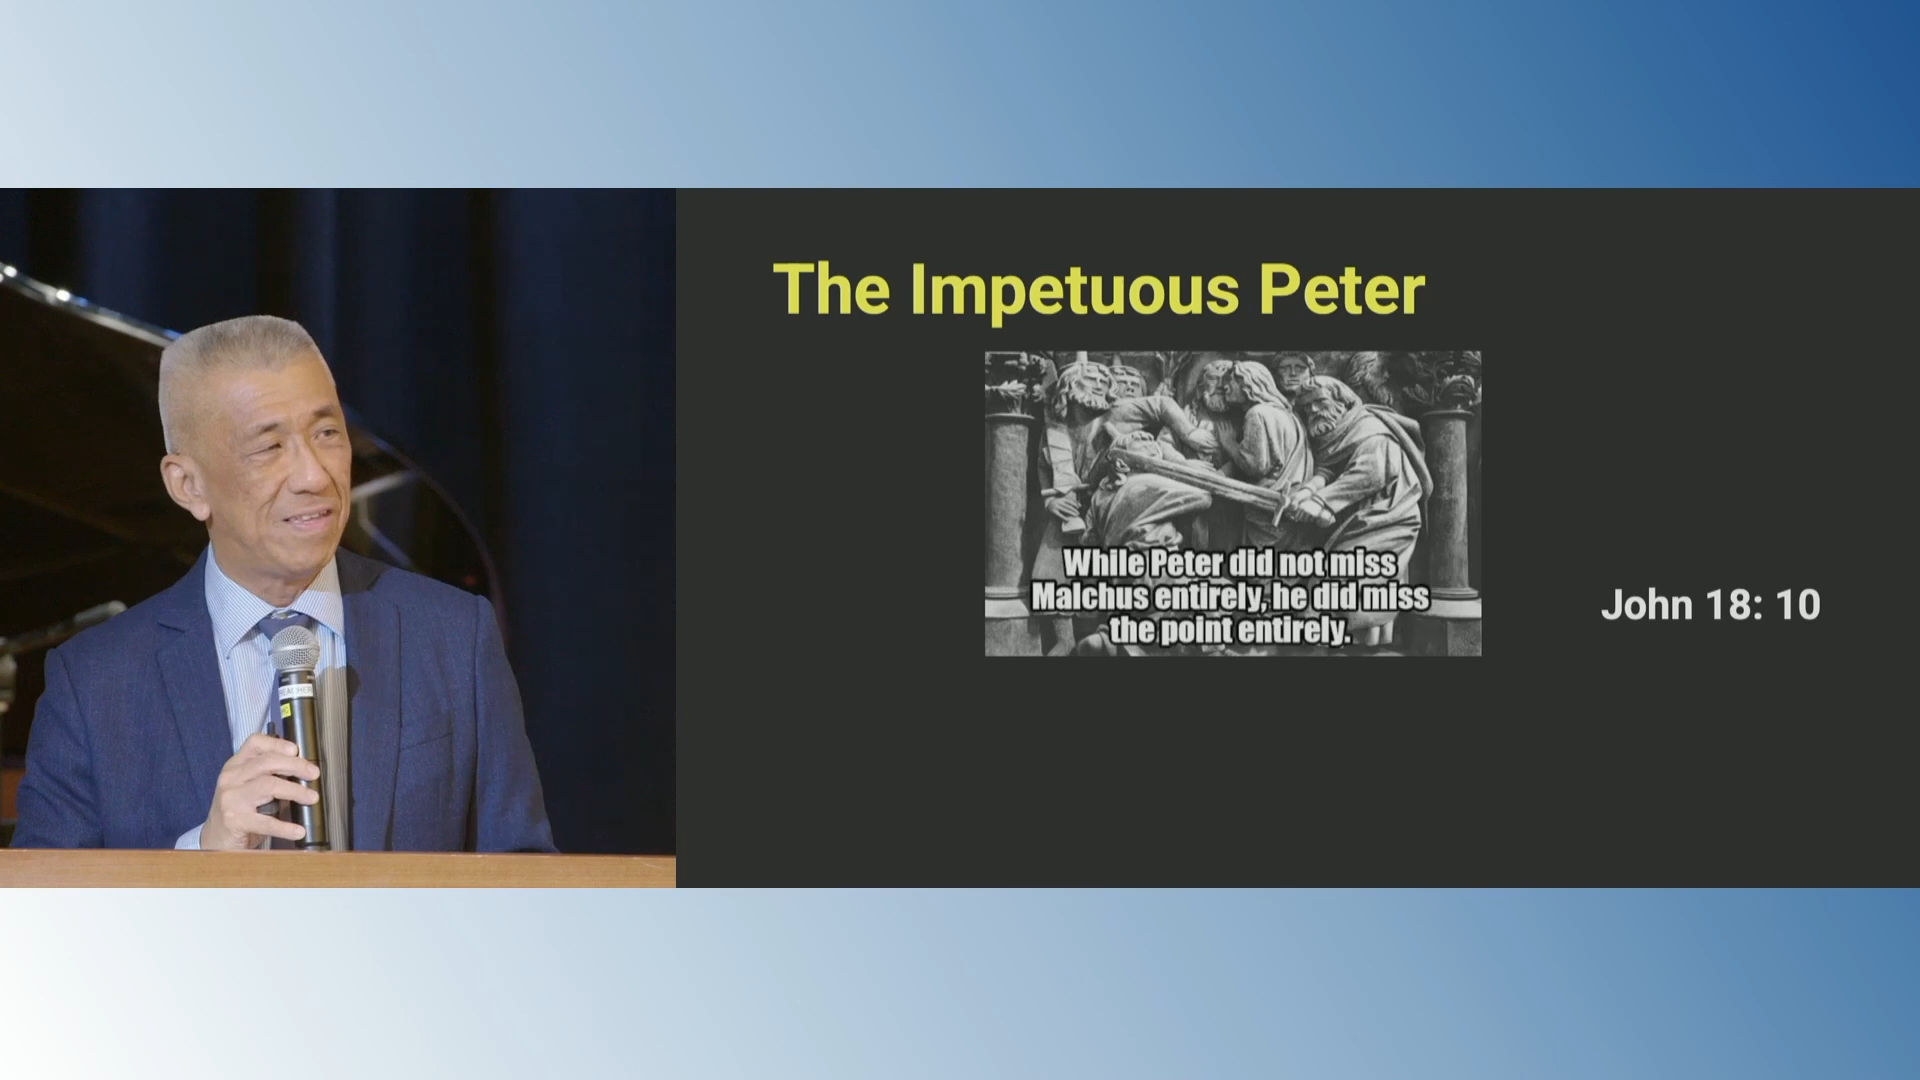 The Impetuous Peter
While Peter did not miss
Malchus entirely, he did miss
the point entirely.
John 18: 10